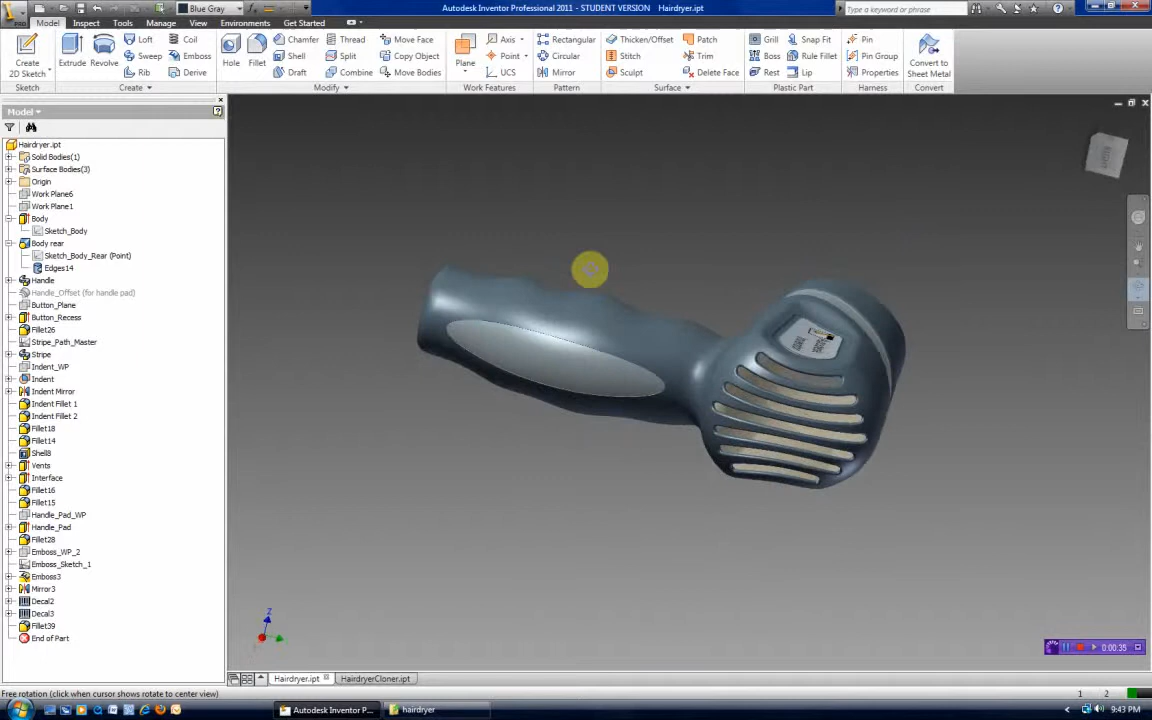 PRO
Blue Gray
Autodesk Inventor Professional 2011 - STUDENT VERSION Hairdryer.ipt
Type a keyword or phrase
Model Inspect Tools Manage View Environments Get Started
Create
2D Sketch
Extrude
Revolve
Loft
Sweep
Rib
Coil
Emboss
Derive
Hole
Fillet
Chamfer
Shell
Draft
Thread
Split
Combine
Move Face
Copy Object
Move Bodies
Plane
Axis
Point
UCS
Rectangular
Circular
Mirror
Thicken/Offset
Stitch
Sculpt
Patch
Trim
Delete Face
Grill
Boss
Rest
Snap Fit
Rule Fillet
Lip
Pin
Pin Group
Properties
Convert to
Sheet Metal
Sketch Create Modify Work Features Pattern Surface Plastic Part Harness Convert
Model
Hairdryer.ipt
Solid Bodies(1)
Surface Bodies(3)
Origin
Work Plane6
Work Plane1
Body
Sketch_Body
Body rear
Sketch_Body_Rear (Point)
Edges14
Handle
Handle_Offset (for handle pad)
Button_Plane
Button_Recess
Fillet26
Stripe_Path_Master
Stripe
Indent_WP
Indent
Indent Mirror
Indent Fillet 1
Indent Fillet 2
Fillet18
Fillet14
Shell8
Vents
Interface
Fillet16
Fillet15
Handle_Pad_WP
Handle_Pad
Fillet28
Emboss_WP_2
Emboss_Sketch_1
Emboss3
Mirror3
Decal2
Decal3
Fillet39
End of Part
RIGHT
Z
0:00:35
Hairdryer.ipt HairdryerCloner.ipt
Free rotation (click when cursor shows rotate to center view) 1 2
Autodesk Inventor P... hairdryer 9:43 PM